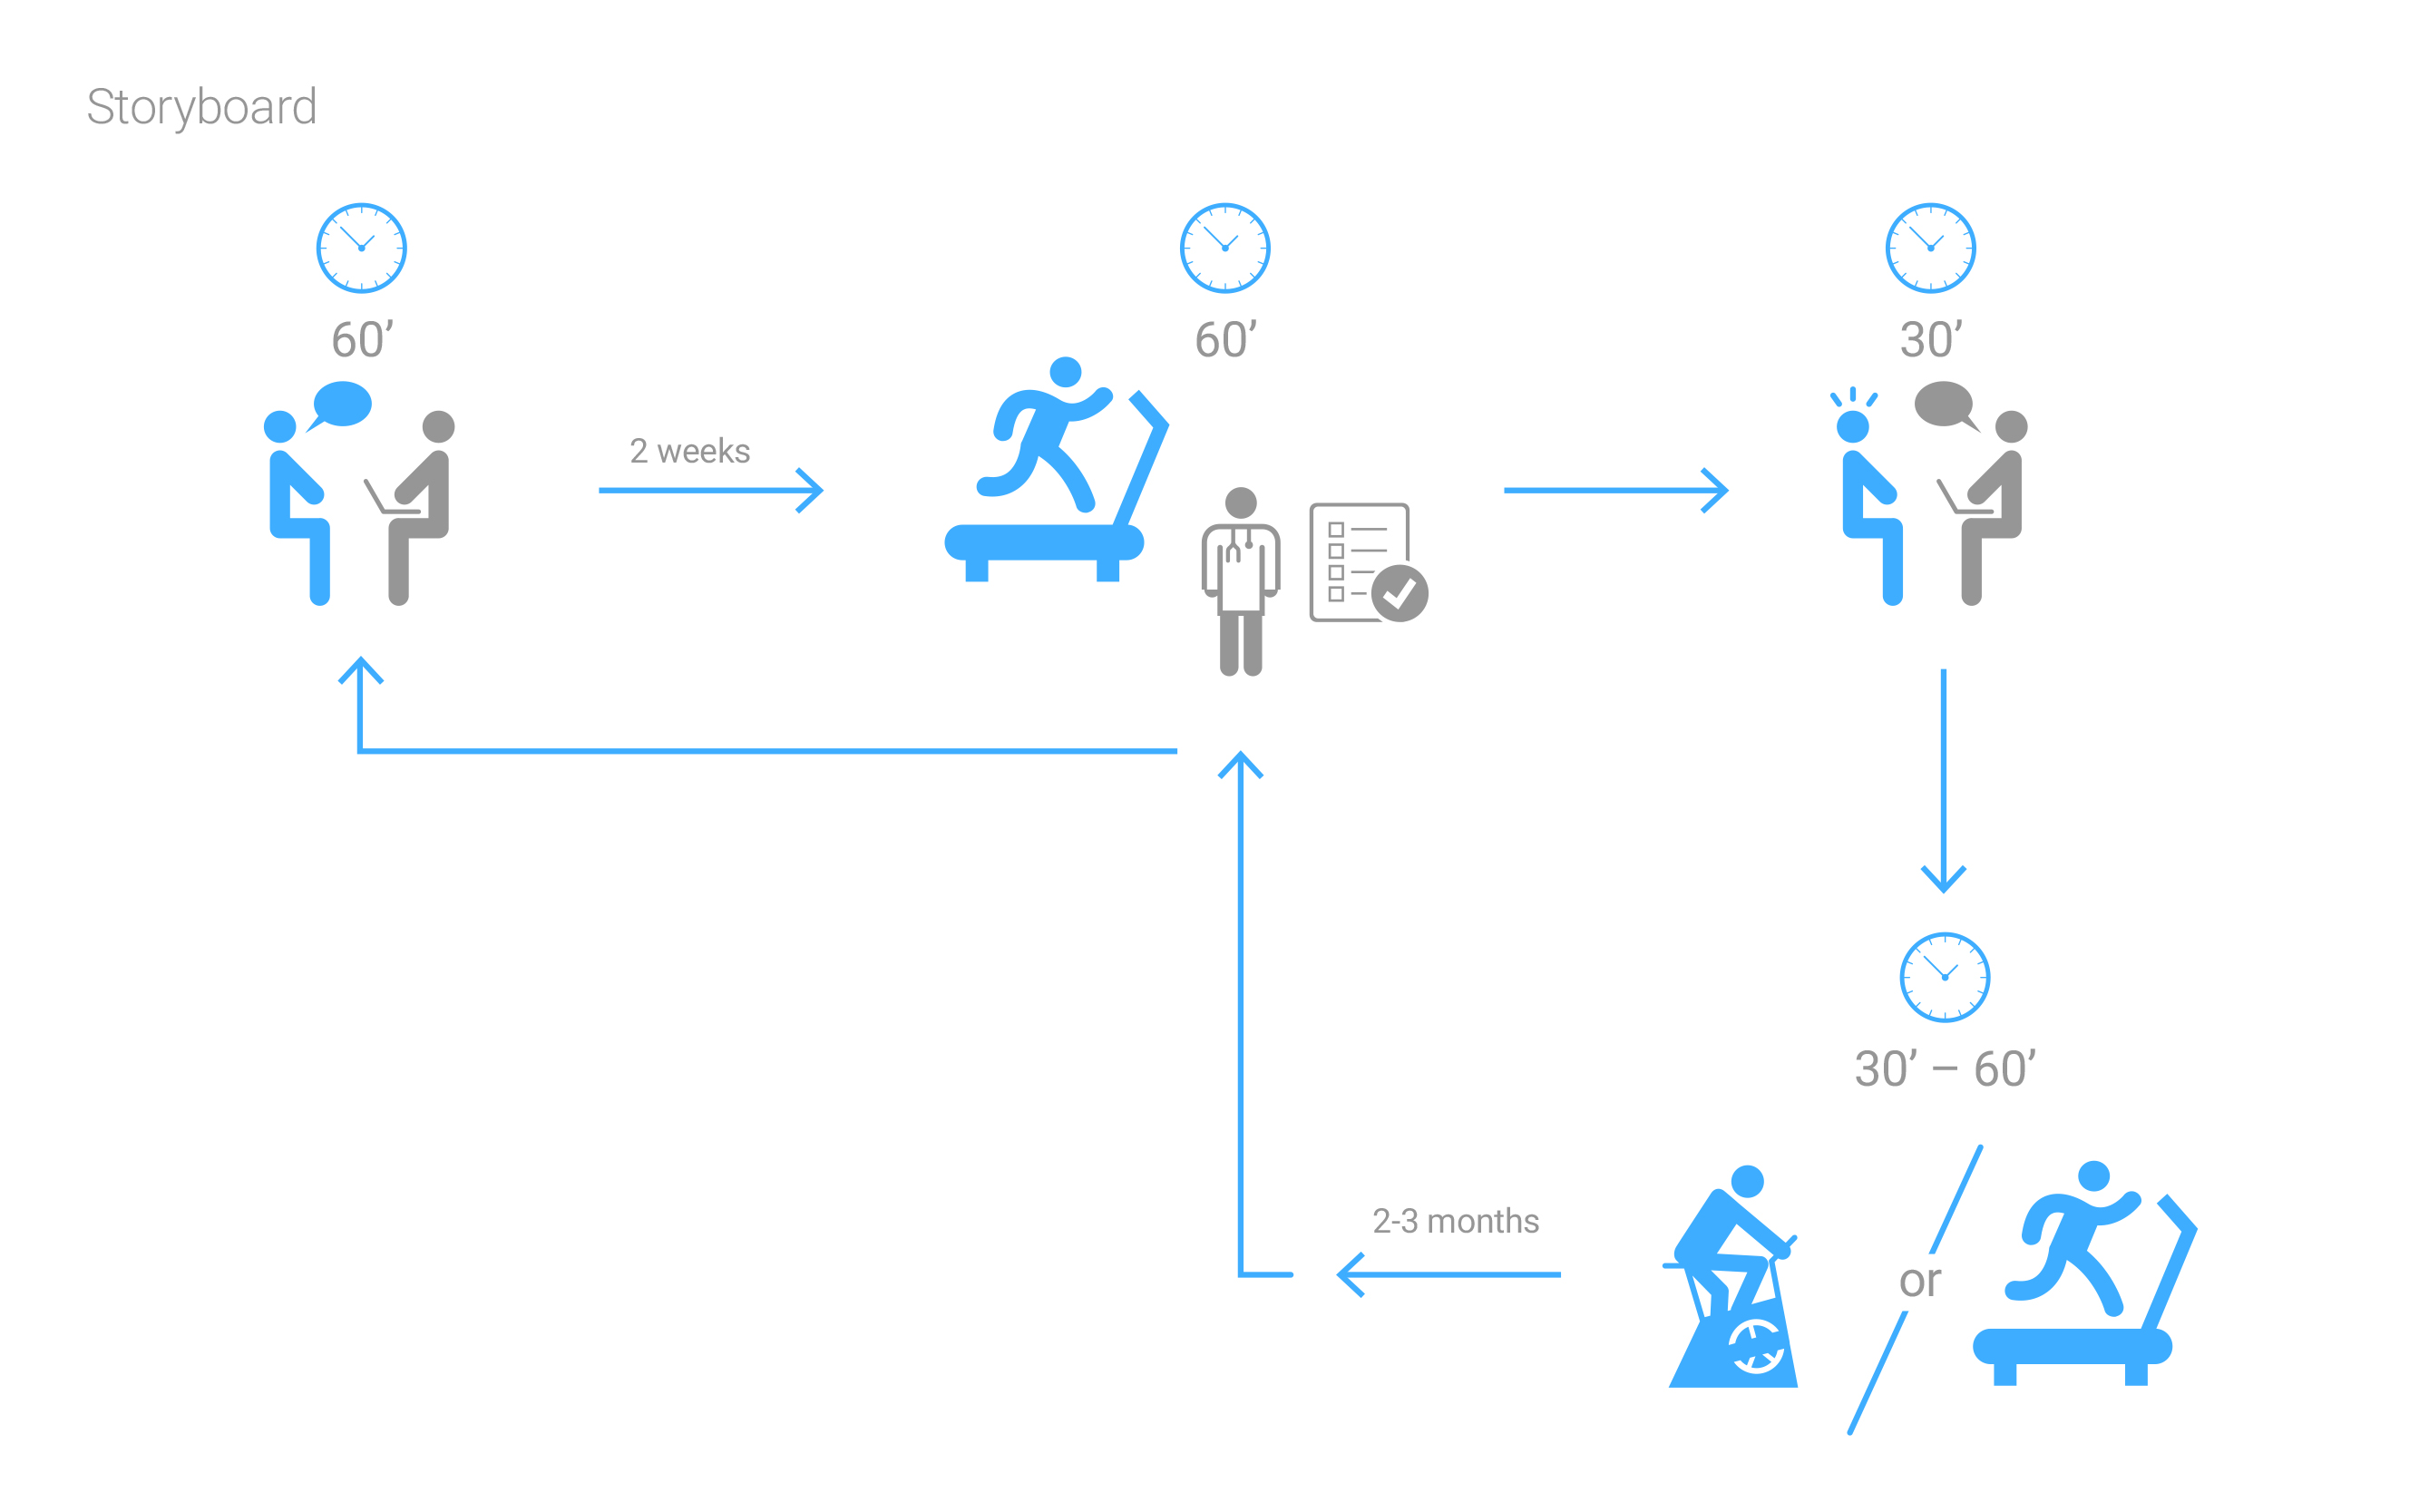 Storyboard
60’
60’
30’
2 weeks
30’ – 60’
2-3 months
or